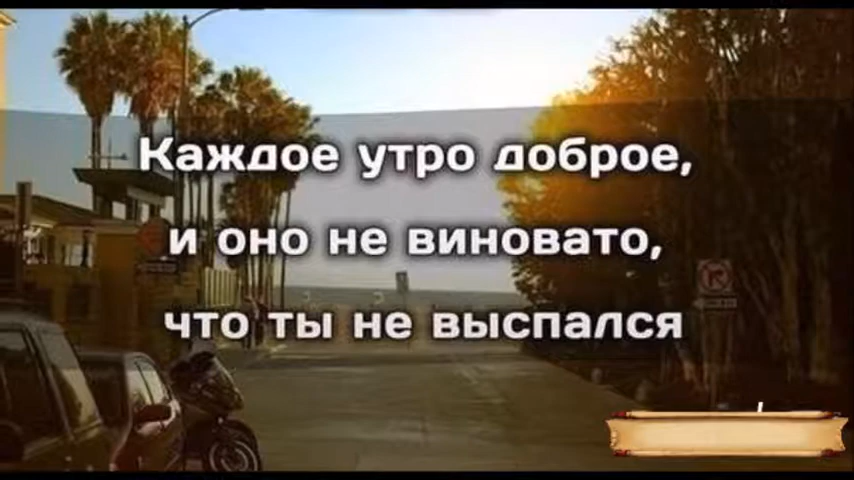 Каждое утро доброе,
и оно не виновато,
что ты не выспался